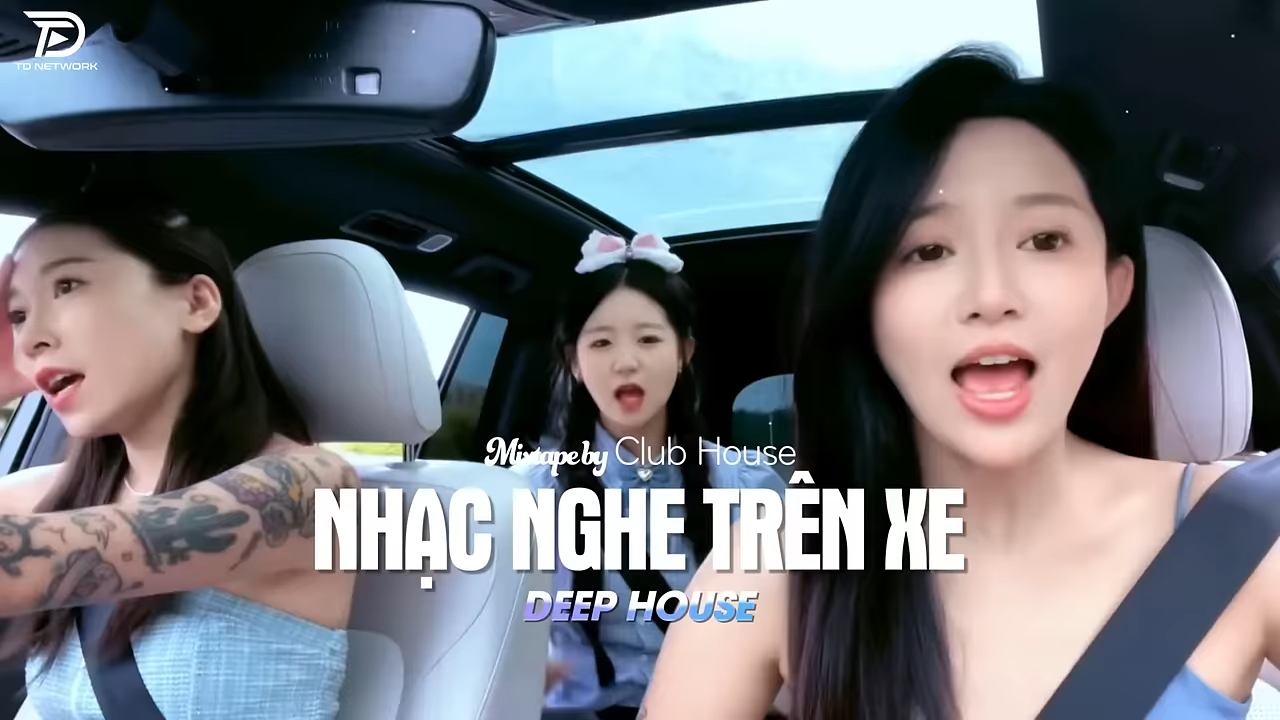 TD NETWORK
Mixtape by Club House
NHẠC NGHE TRÊN XE
DEEP HOUSE